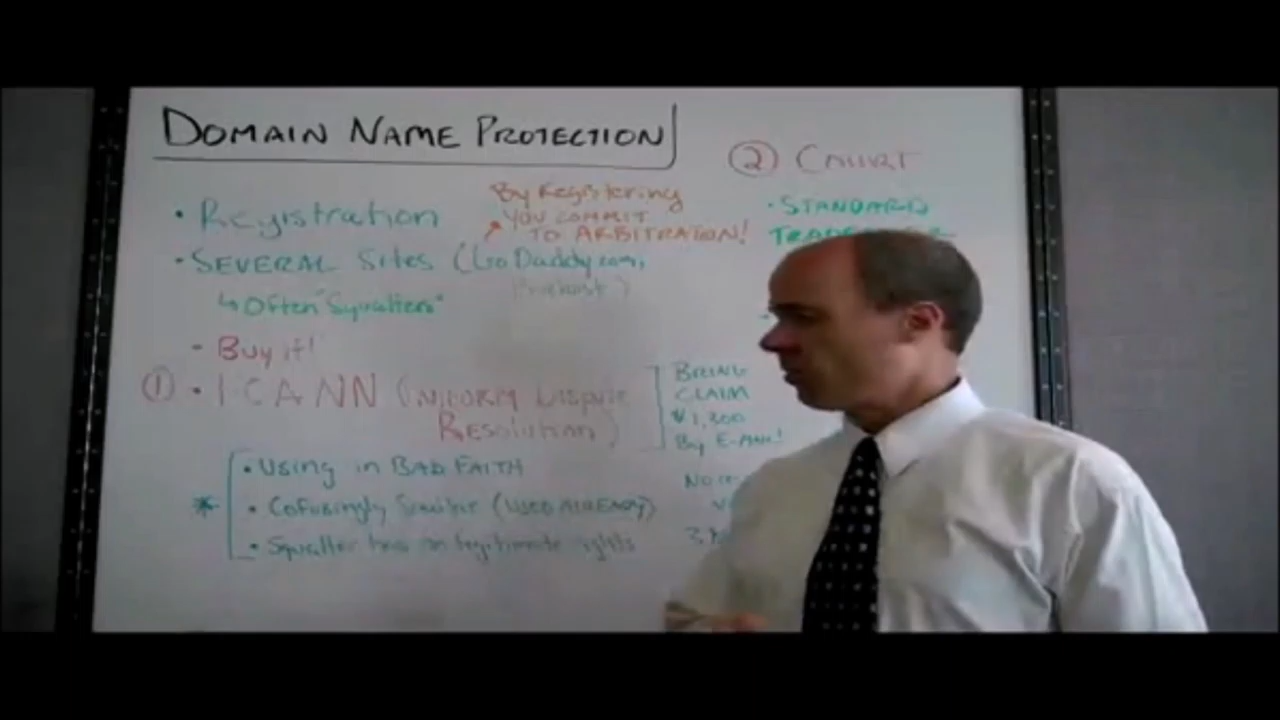 DOMAIN NAME PROTECTION
• Registration
By Registering
YOU COMMIT
TO ARBITRATION!
• SEVERAL Sites (GoDaddy.com,
↳ Often "Squatters"
- Buy it!
① • ICANN (UNIFORM DISPUTE
RESOLUTION)
BRING
CLAIM
$1,300
By E-MAIL!
* • Using in BAD FAITH
• Cofusingly Similar (USED ALREADY)
• Squatter has no legitimate rights
② COURT
• STANDARD